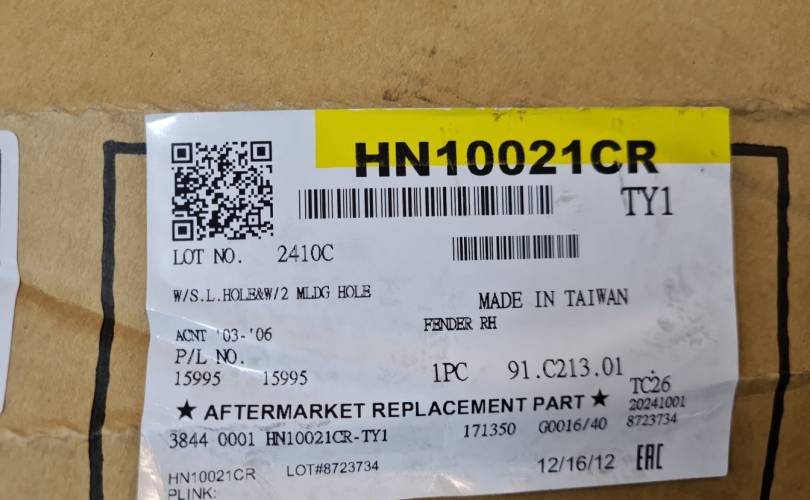 HN10021CR
TY1
LOT NO. 2410C
W/S.L.HOLE&W/2 MLDG HOLE
MADE IN TAIWAN
FENDER RH
ACNT '03-'06
P/L NO.
15995 15995
1PC 91.C213.01
TC26
★ AFTERMARKET REPLACEMENT PART ★
20241001
3844 0001 HN10021CR-TY1 171350 G0016/40 8723734
HN10021CR LOT#8723734 12/16/12 EAC
PLINK: